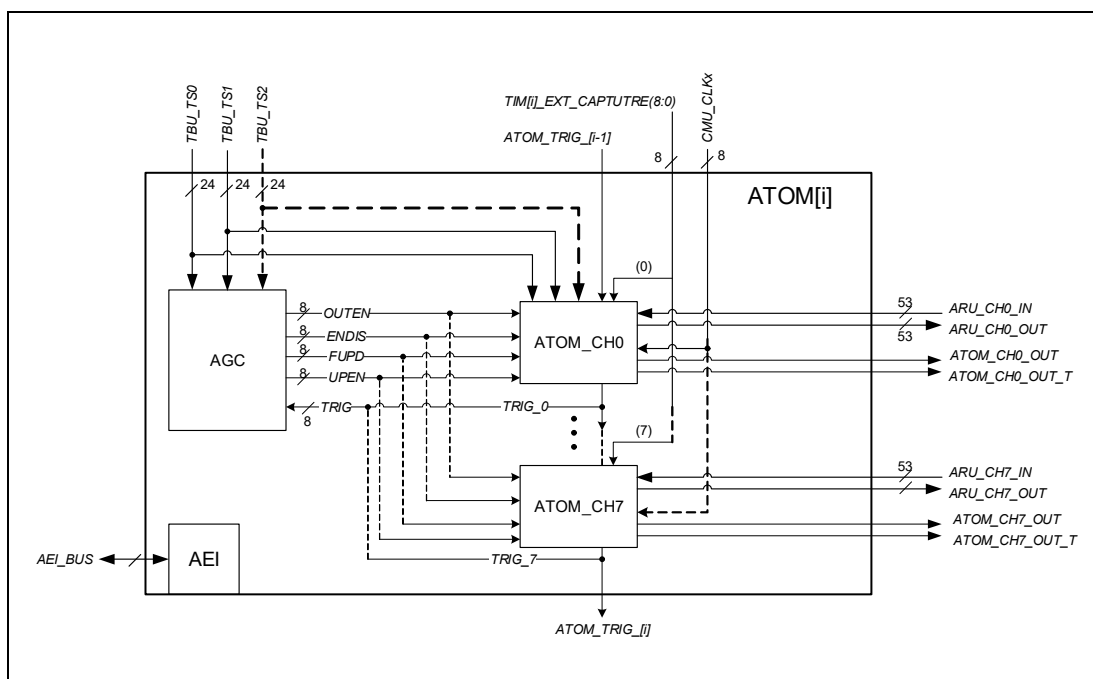 TBU_TS0
TBU_TS1
TBU_TS2
TIM[i]_EXT_CAPTUTRE(8:0)
CMU_CLKx
ATOM_TRIG_[i-1]
8
8
24
24
24
ATOM[i]
(0)
8
OUTEN
53
ARU_CH0_IN
ARU_CH0_OUT
53
8
ENDIS
AGC
ATOM_CH0
8
FUPD
ATOM_CH0_OUT
8
UPEN
ATOM_CH0_OUT_T
TRIG
TRIG_0
8
(7)
53
ARU_CH7_IN
ARU_CH7_OUT
ATOM_CH7
ATOM_CH7_OUT
ATOM_CH7_OUT_T
AEI_BUS
AEI
TRIG_7
ATOM_TRIG_[i]